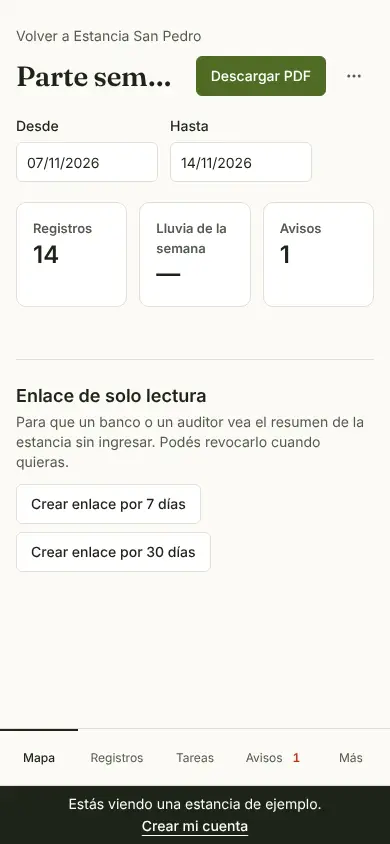 Volver a Estancia San Pedro
Parte sem...
Descargar PDF
...
Desde
Hasta
07/11/2026
14/11/2026
Registros
14
Lluvia de la
semana
—
Avisos
1
Enlace de solo lectura
Para que un banco o un auditor vea el resumen de la
estancia sin ingresar. Podés revocarlo cuando
quieras.
Crear enlace por 7 días
Crear enlace por 30 días
Mapa
Registros
Tareas
Avisos 1
Más
Estás viendo una estancia de ejemplo.
Crear mi cuenta